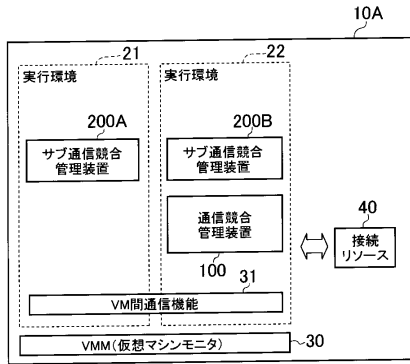 10A
21
22
実行環境
実行環境
200A
200B
サブ通信競合
管理装置
サブ通信競合
管理装置
通信競合
管理装置
100
40
接続
リソース
31
VM間通信機能
VMM(仮想マシンモニタ)
30